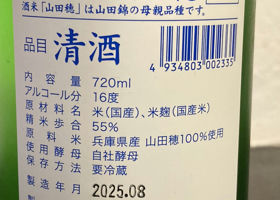 酒米「山田穂」は山田錦の母親品種です。
品目 清酒
4934803002335
内容量 720ml
アルコール分 16度
原材料名 米(国産)、米麹(国産米)
精米歩合 55%
原料米 兵庫県産 山田穂100%使用
使用酵母 自社酵母
保存方法 要冷蔵
製造年月 2025.08